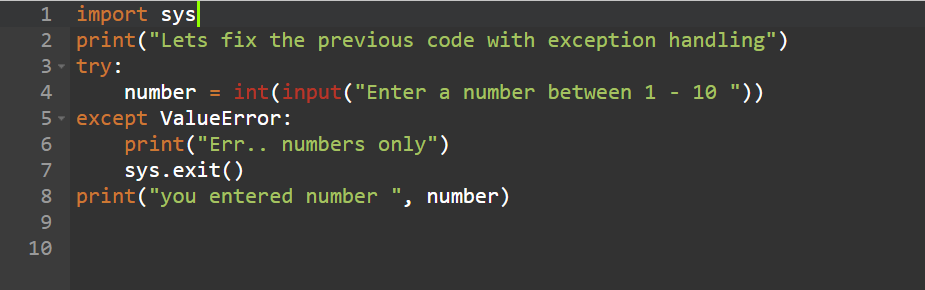 1 import sys
2 print("Lets fix the previous code with exception handling")
3 try:
4     number = int(input("Enter a number between 1 - 10 "))
5 except ValueError:
6     print("Err.. numbers only")
7     sys.exit()
8 print("you entered number ", number)
9
10